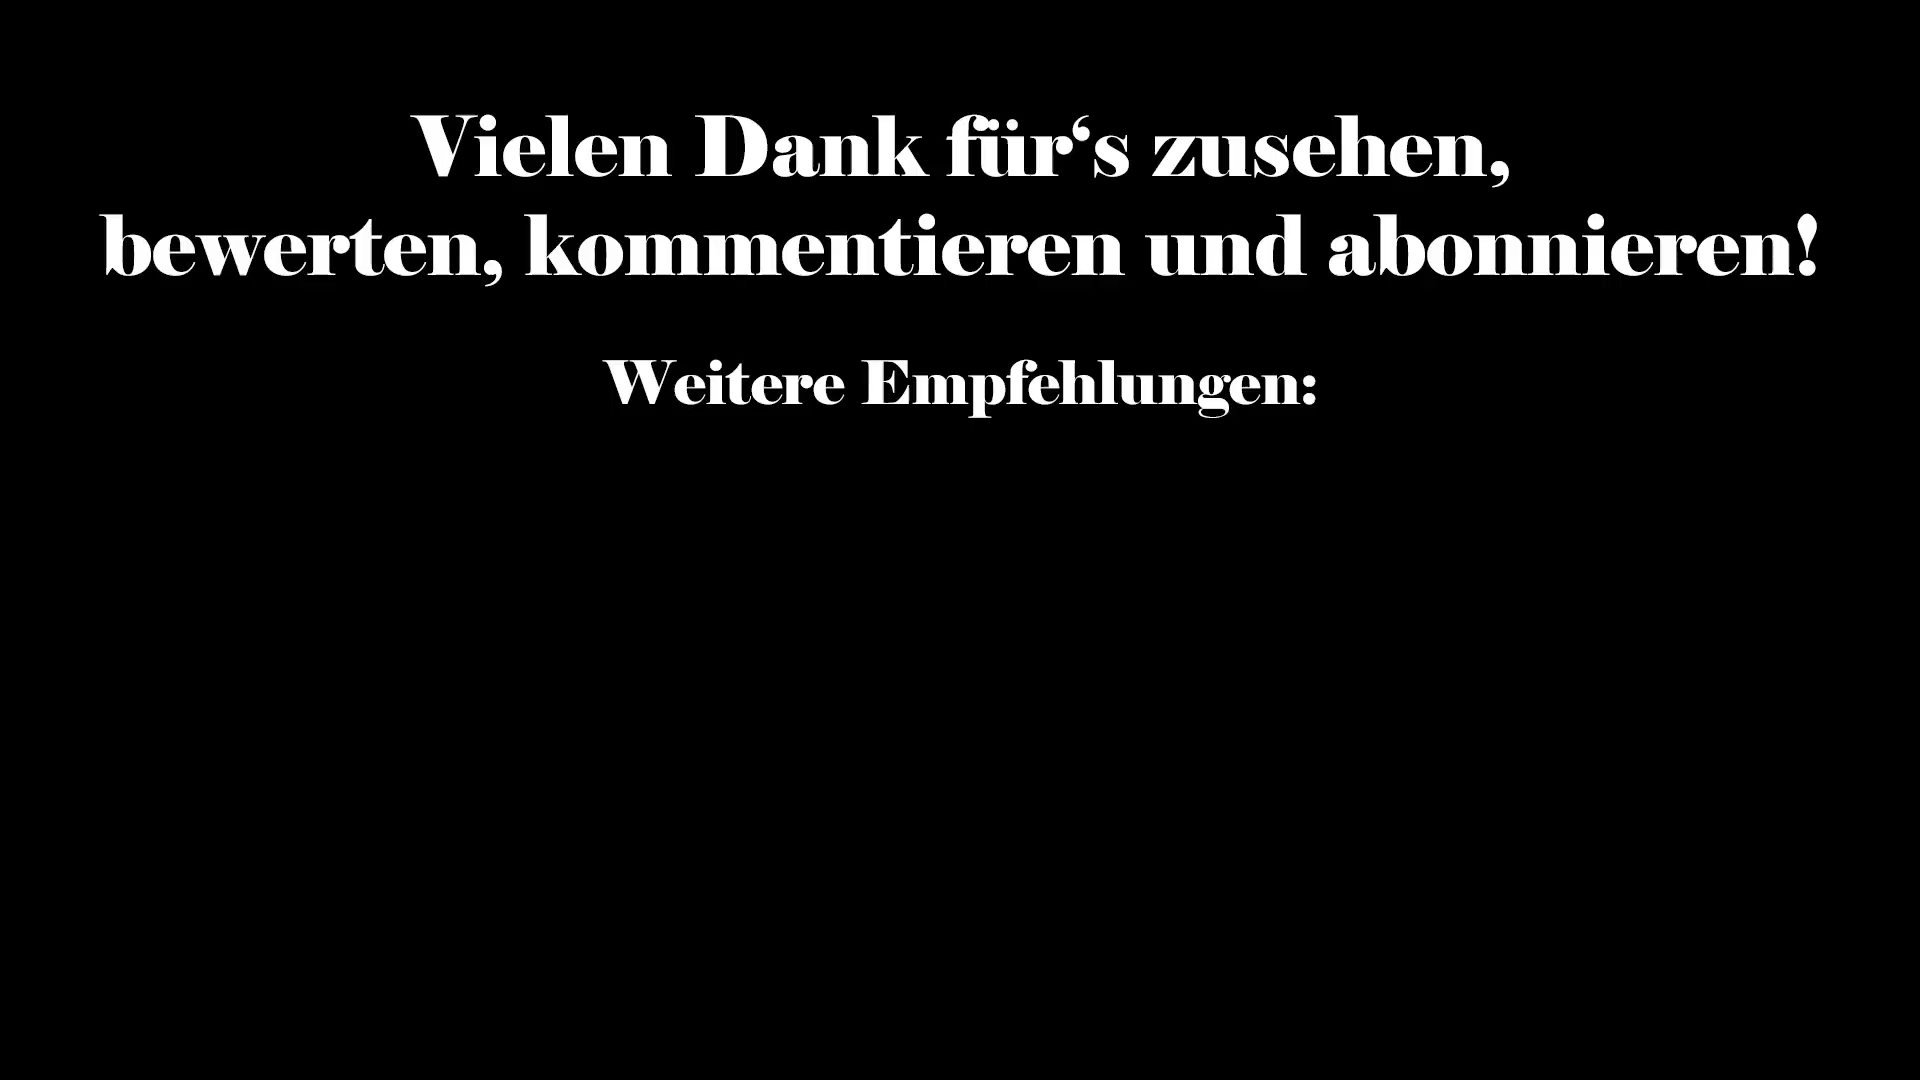 Vielen Dank für‘s zusehen,
bewerten, kommentieren und abonnieren!
Weitere Empfehlungen: